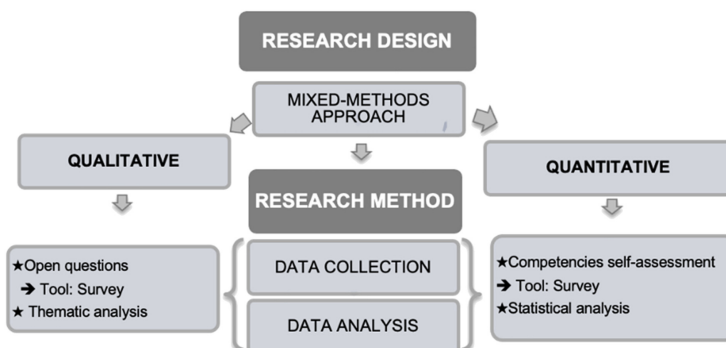 RESEARCH DESIGN
MIXED-METHODS
APPROACH
QUALITATIVE
QUANTITATIVE
RESEARCH METHOD
★Open questions
➔ Tool: Survey
★ Thematic analysis
DATA COLLECTION
DATA ANALYSIS
★Competencies self-assessment
➔ Tool: Survey
★Statistical analysis